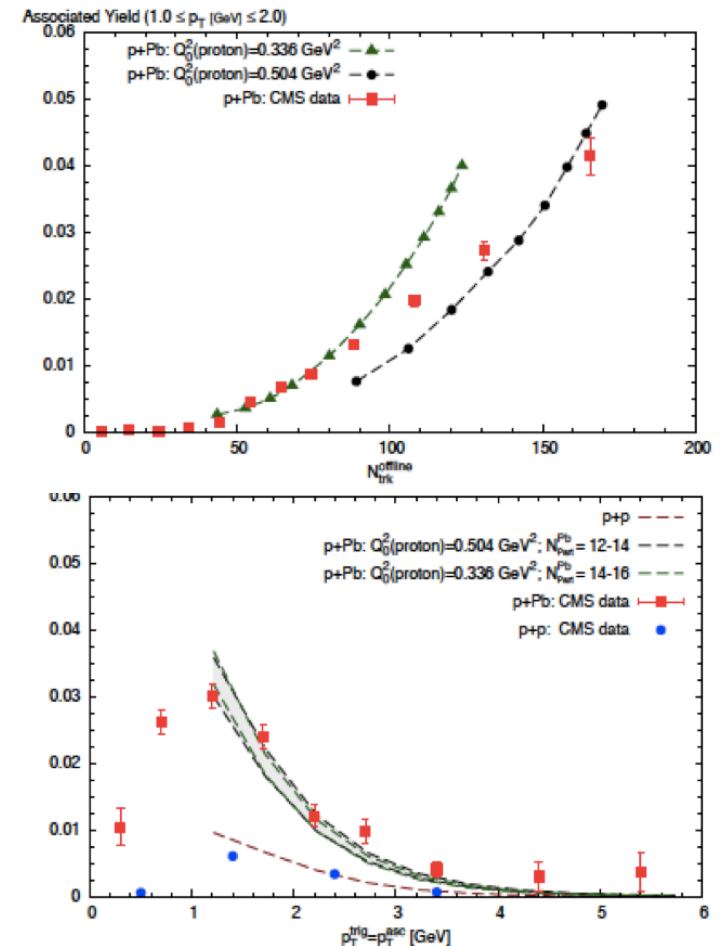 Associated Yield (1.0 ≤ p_T [GeV] ≤ 2.0)
0.06
p+Pb: Q_0^2(proton)=0.336 GeV^2
p+Pb: Q_0^2(proton)=0.504 GeV^2
p+Pb: CMS data
0.05
0.04
0.03
0.02
0.01
0
0 50 100 150 200
N_trk^offline
0.06
p+p
p+Pb: Q_0^2(proton)=0.504 GeV^2; N_Part^Pb = 12-14
p+Pb: Q_0^2(proton)=0.336 GeV^2; N_Part^Pb = 14-16
p+Pb: CMS data
p+p: CMS data
0.05
0.04
0.03
0.02
0.01
0
0 1 2 3 4 5 6
p_T^trig=p_T^asc [GeV]